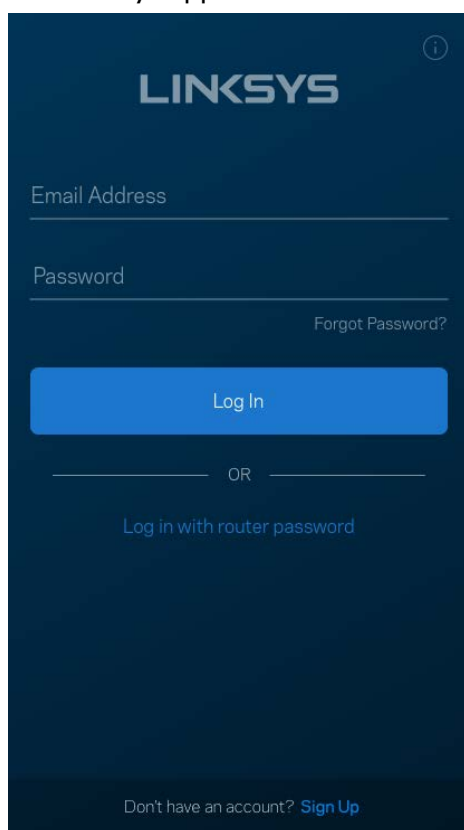 LINKSYS
Email Address
Password
Forgot Password?
Log In
OR
Log in with router password
Don't have an account? Sign Up